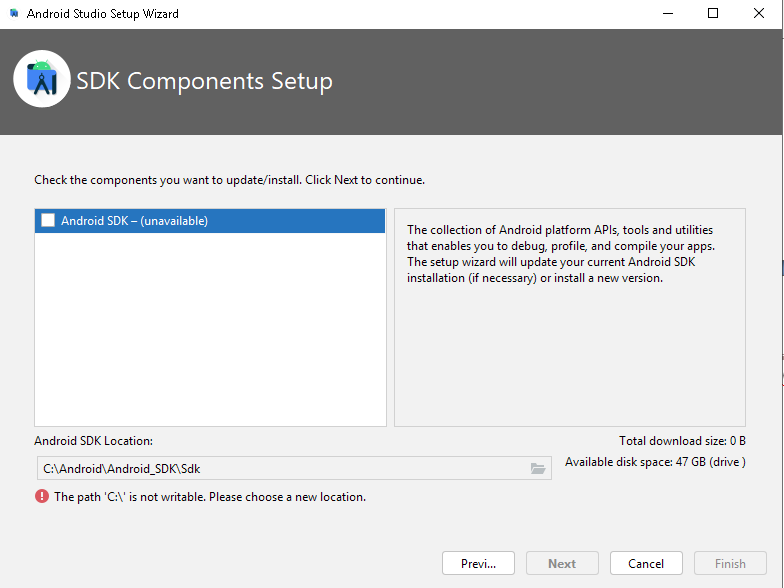 Android Studio Setup Wizard
SDK Components Setup
Check the components you want to update/install. Click Next to continue.
Android SDK – (unavailable)
The collection of Android platform APIs, tools and utilities
that enables you to debug, profile, and compile your apps.
The setup wizard will update your current Android SDK
installation (if necessary) or install a new version.
Android SDK Location:
Total download size: 0 B
C:\Android\Android_SDK\Sdk
Available disk space: 47 GB (drive )
The path 'C:\' is not writable. Please choose a new location.
Previ...
Next
Cancel
Finish